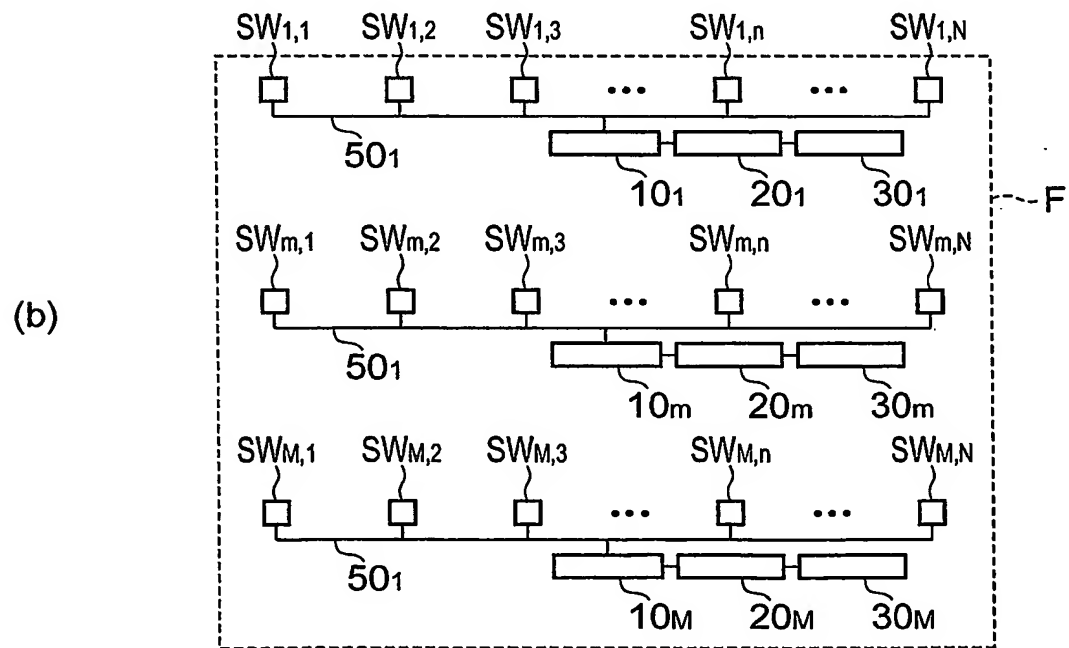 SW1,1 SW1,2 SW1,3 SW1,n SW1,N
... ...
501
101 201 301
F
SWm,1 SWm,2 SWm,3 SWm,n SWm,N
(b)
... ...
501
10m 20m 30m
SWM,1 SWM,2 SWM,3 SWM,n SWM,N
... ...
501
10M 20M 30M